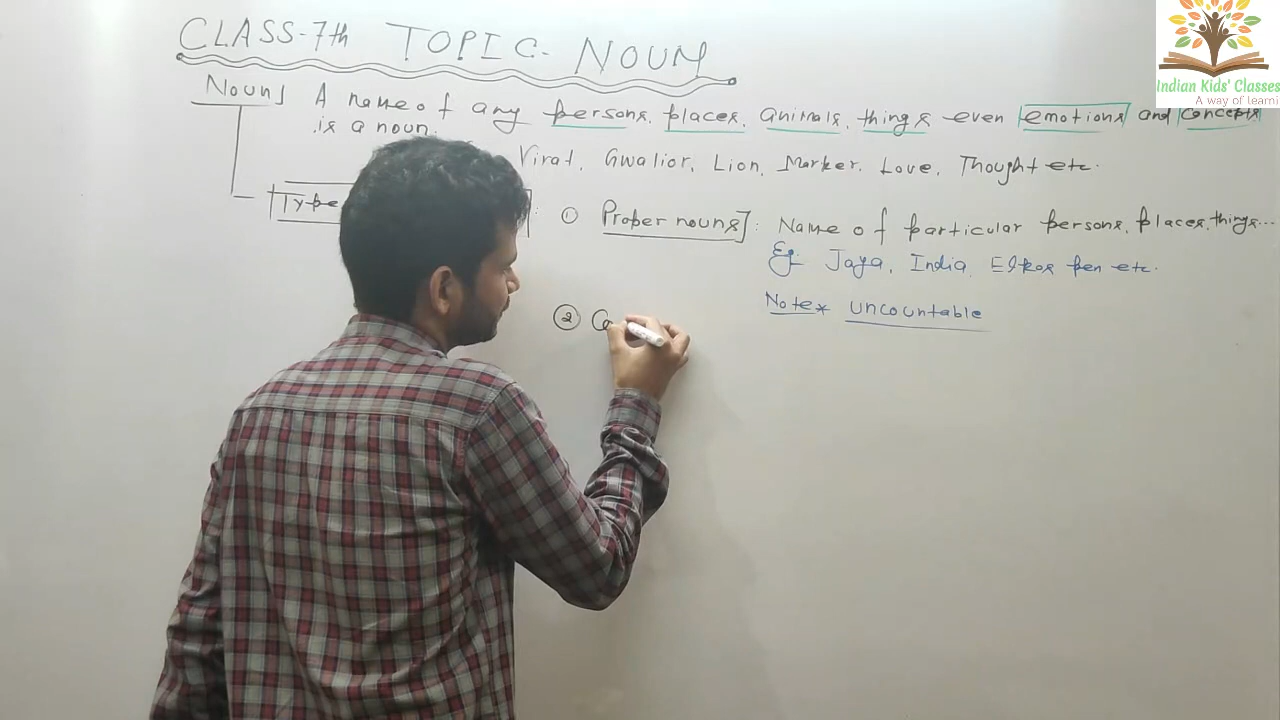 CLASS-7th TOPIC- NOUN
Indian Kids' Classes
A way of learni
Noun] A name of any persons, places, animals, things even emotions and concepts
is a noun.
Virat, Gwalior, Lion, Marker, Love, Thought etc.
Type
① Proper nouns]: Name of particular persons, places, things...
Eg. Jaya, India, Elkos pen etc.
Note* uncountable
② Co